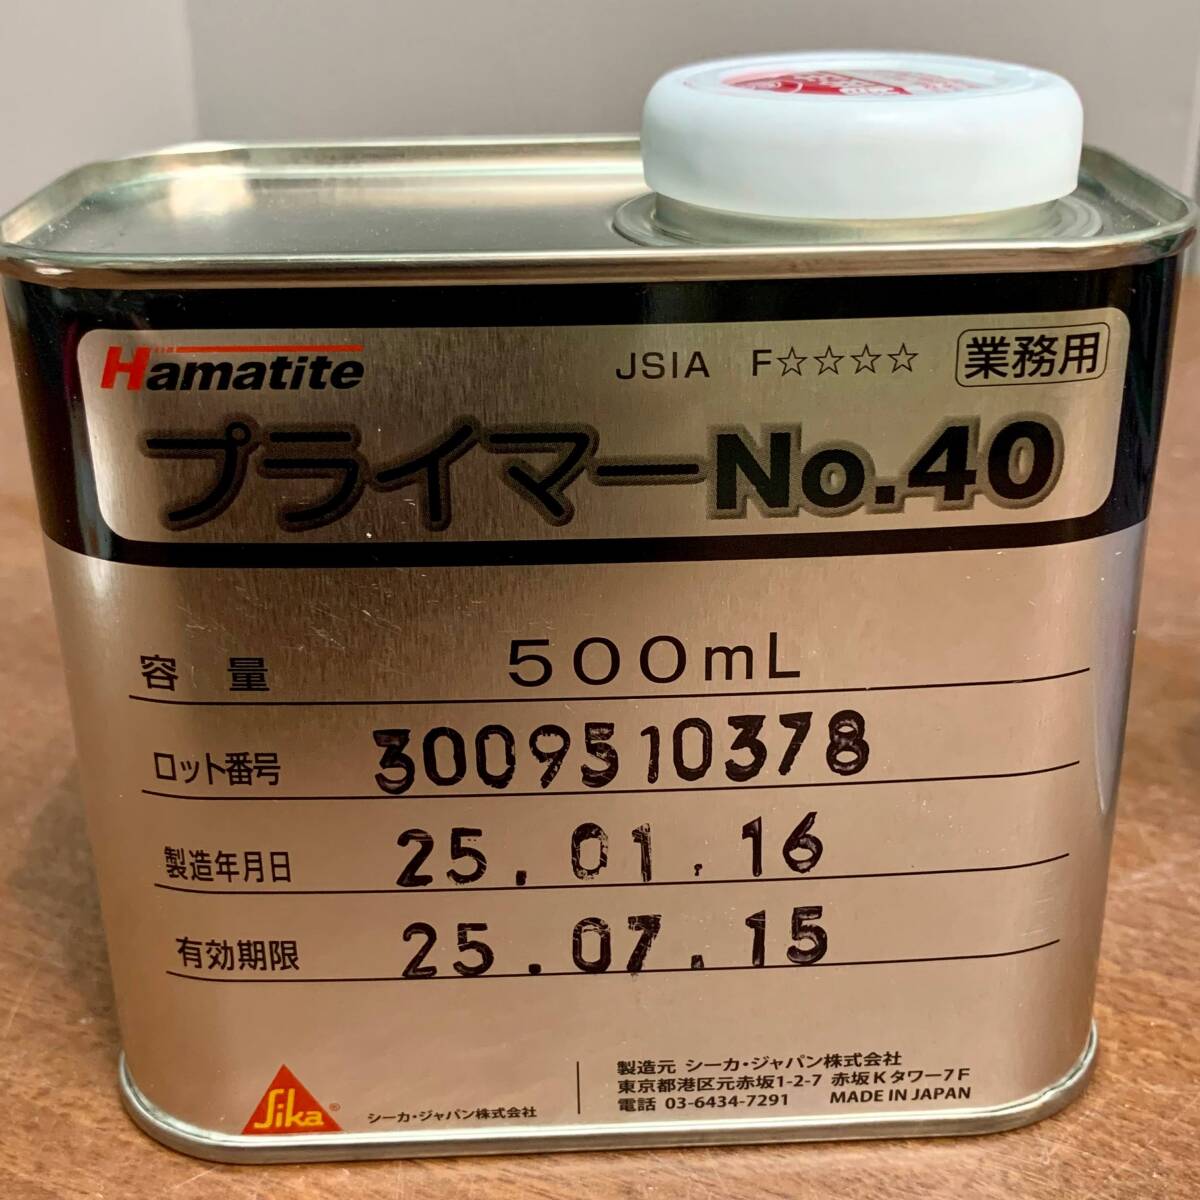 Hamatite
JSIA F☆☆☆☆ 業務用
プライマーNo.40
容量 500mL
ロット番号 3009510378
製造年月日 25.01.16
有効期限 25.07.15
Sika® シーカ・ジャパン株式会社
製造元 シーカ・ジャパン株式会社
東京都港区元赤坂1-2-7 赤坂Kタワー7F
電話 03-6434-7291 MADE IN JAPAN